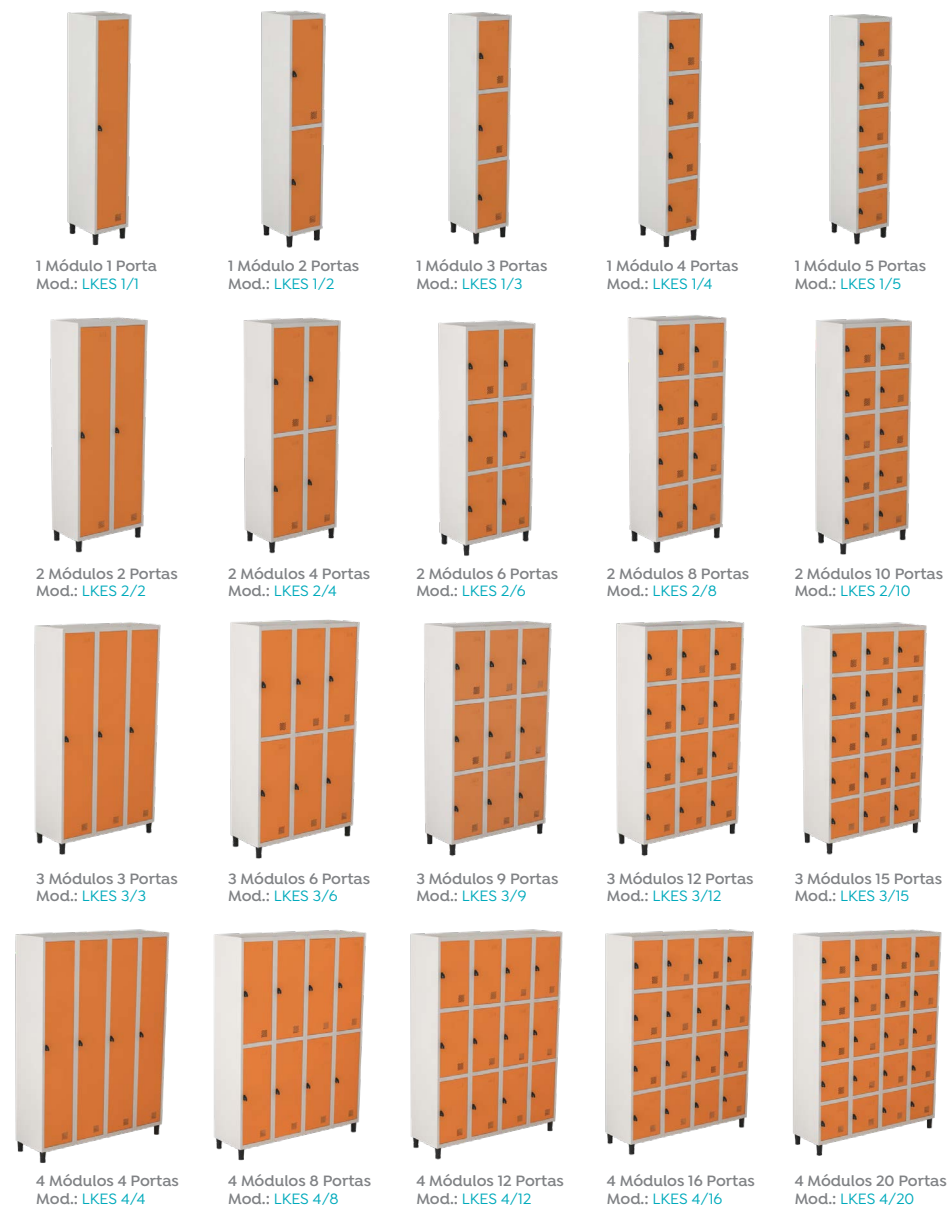 1 Módulo 1 Porta
Mod.: LKES 1/1
1 Módulo 2 Portas
Mod.: LKES 1/2
1 Módulo 3 Portas
Mod.: LKES 1/3
1 Módulo 4 Portas
Mod.: LKES 1/4
1 Módulo 5 Portas
Mod.: LKES 1/5
2 Módulos 2 Portas
Mod.: LKES 2/2
2 Módulos 4 Portas
Mod.: LKES 2/4
2 Módulos 6 Portas
Mod.: LKES 2/6
2 Módulos 8 Portas
Mod.: LKES 2/8
2 Módulos 10 Portas
Mod.: LKES 2/10
3 Módulos 3 Portas
Mod.: LKES 3/3
3 Módulos 6 Portas
Mod.: LKES 3/6
3 Módulos 9 Portas
Mod.: LKES 3/9
3 Módulos 12 Portas
Mod.: LKES 3/12
3 Módulos 15 Portas
Mod.: LKES 3/15
4 Módulos 4 Portas
Mod.: LKES 4/4
4 Módulos 8 Portas
Mod.: LKES 4/8
4 Módulos 12 Portas
Mod.: LKES 4/12
4 Módulos 16 Portas
Mod.: LKES 4/16
4 Módulos 20 Portas
Mod.: LKES 4/20